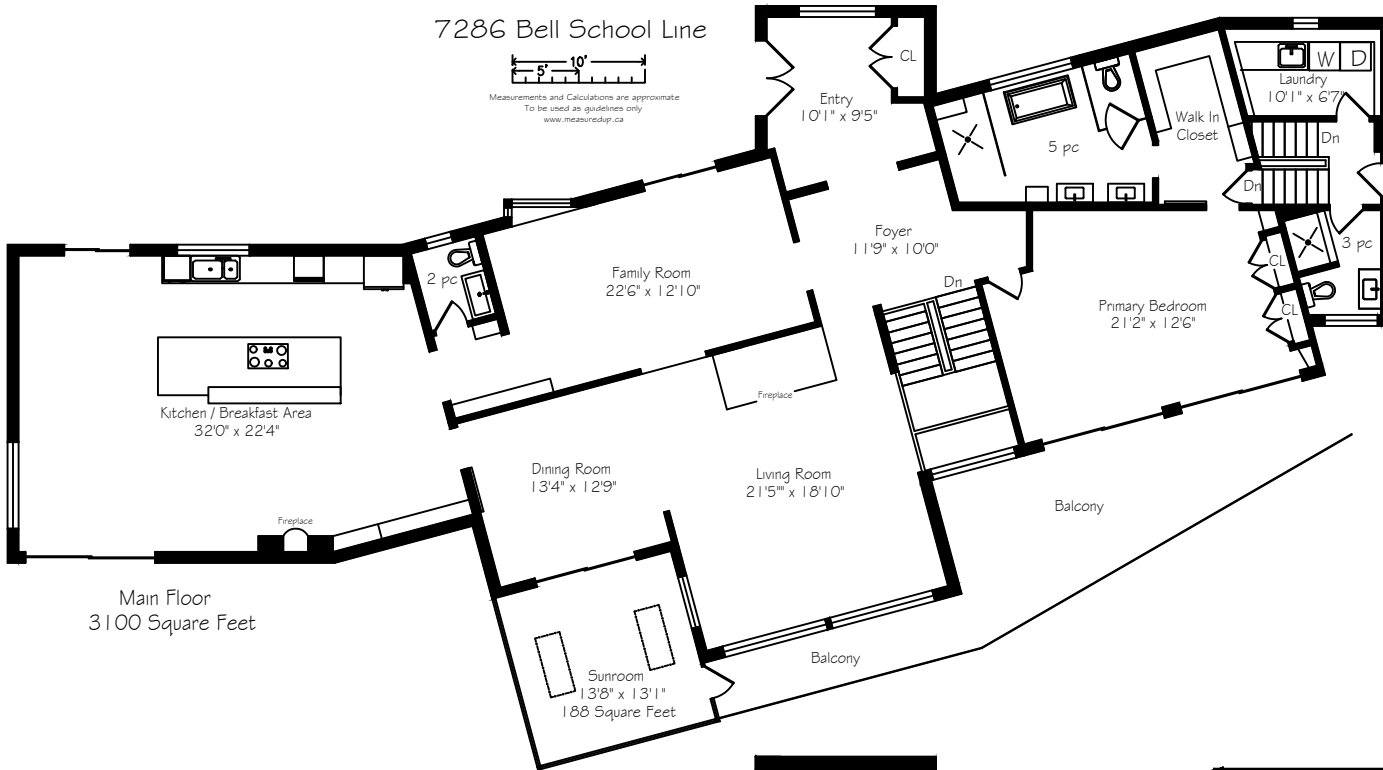 7286 Bell School Line
5' 10'
Measurements and Calculations are approximate
To be used as guidelines only
www.measuredup.ca
CL
Entry
10'1" x 9'5"
W D
Laundry
10'1" x 6'7"
Walk In
Closet
Dn
5 pc
Dn
Foyer
11'9" x 10'0"
3 pc
2 pc
Family Room
22'6" x 12'10"
Dn
CL
Primary Bedroom
21'2" x 12'6"
CL
Fireplace
Kitchen / Breakfast Area
32'0" x 22'4"
Dining Room
13'4" x 12'9"
Living Room
21'5"" x 18'10"
Balcony
Fireplace
Main Floor
3100 Square Feet
Balcony
Sunroom
13'8" x 13'1"
188 Square Feet